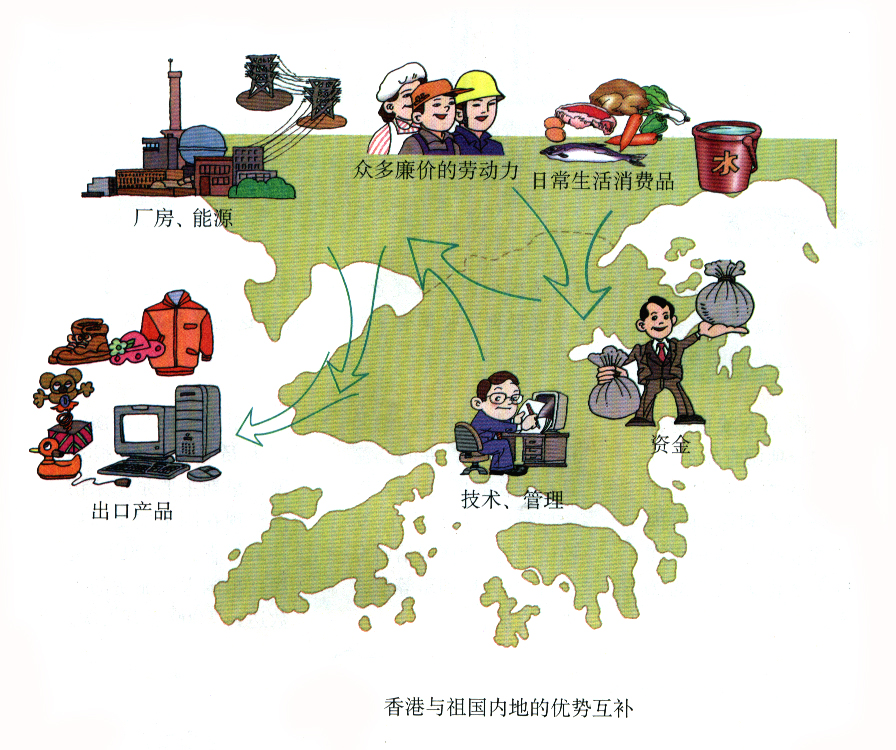 众多廉价的劳动力
日常生活消费品
水
厂房、能源
资金
技术、管理
出口产品
香港与祖国内地的优势互补